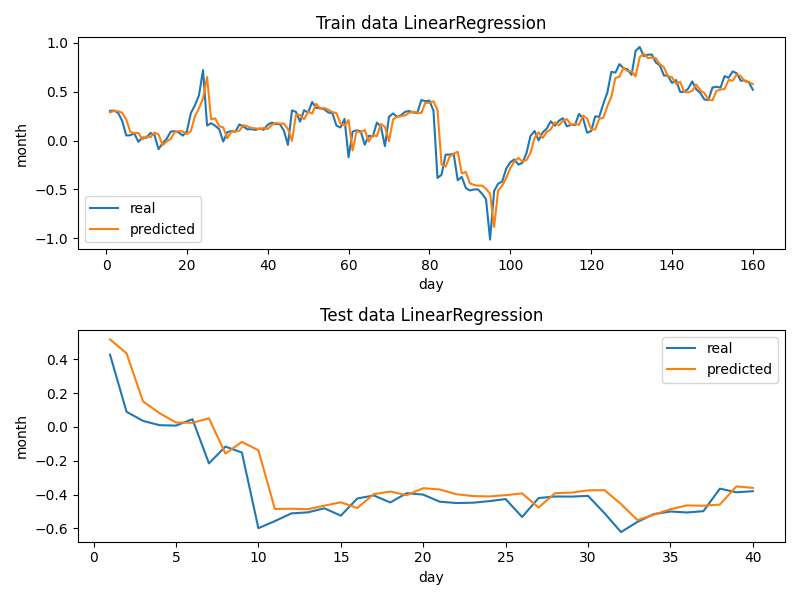 Train data LinearRegression
1.0
0.5
0.0
−0.5
−1.0
month
real
predicted
0 20 40 60 80 100 120 140 160
day
Test data LinearRegression
0.4
0.2
0.0
−0.2
−0.4
−0.6
month
real
predicted
0 5 10 15 20 25 30 35 40
day